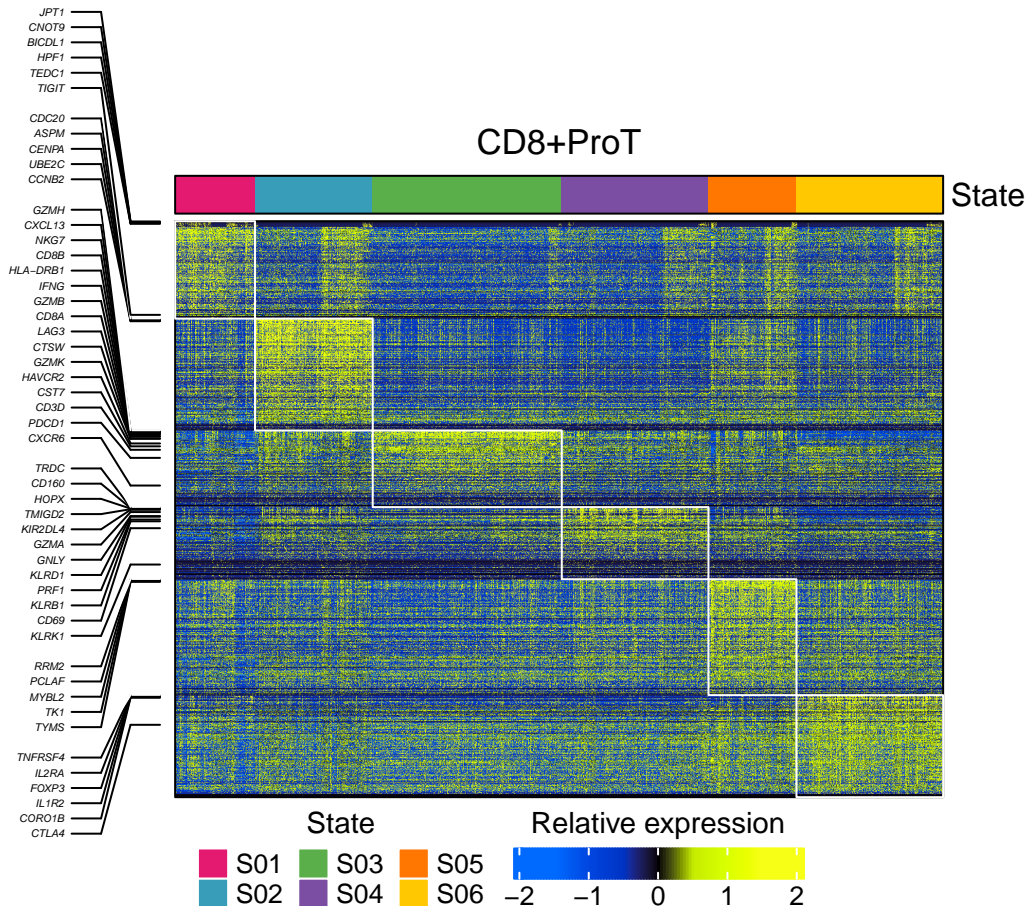 JPT1
CNOT9
BICDL1
HPF1
TEDC1
TIGIT
CDC20
ASPM
CENPA
UBE2C
CCNB2
GZMH
CXCL13
NKG7
CD8B
HLA−DRB1
IFNG
GZMB
CD8A
LAG3
CTSW
GZMK
HAVCR2
CST7
CD3D
PDCD1
CXCR6
TRDC
CD160
HOPX
TMIGD2
KIR2DL4
GZMA
GNLY
KLRD1
PRF1
KLRB1
CD69
KLRK1
RRM2
PCLAF
MYBL2
TK1
TYMS
TNFRSF4
IL2RA
FOXP3
IL1R2
CORO1B
CTLA4
CD8+ProT
State
State
S01 S03 S05
S02 S04 S06
Relative expression
−2 −1 0 1 2